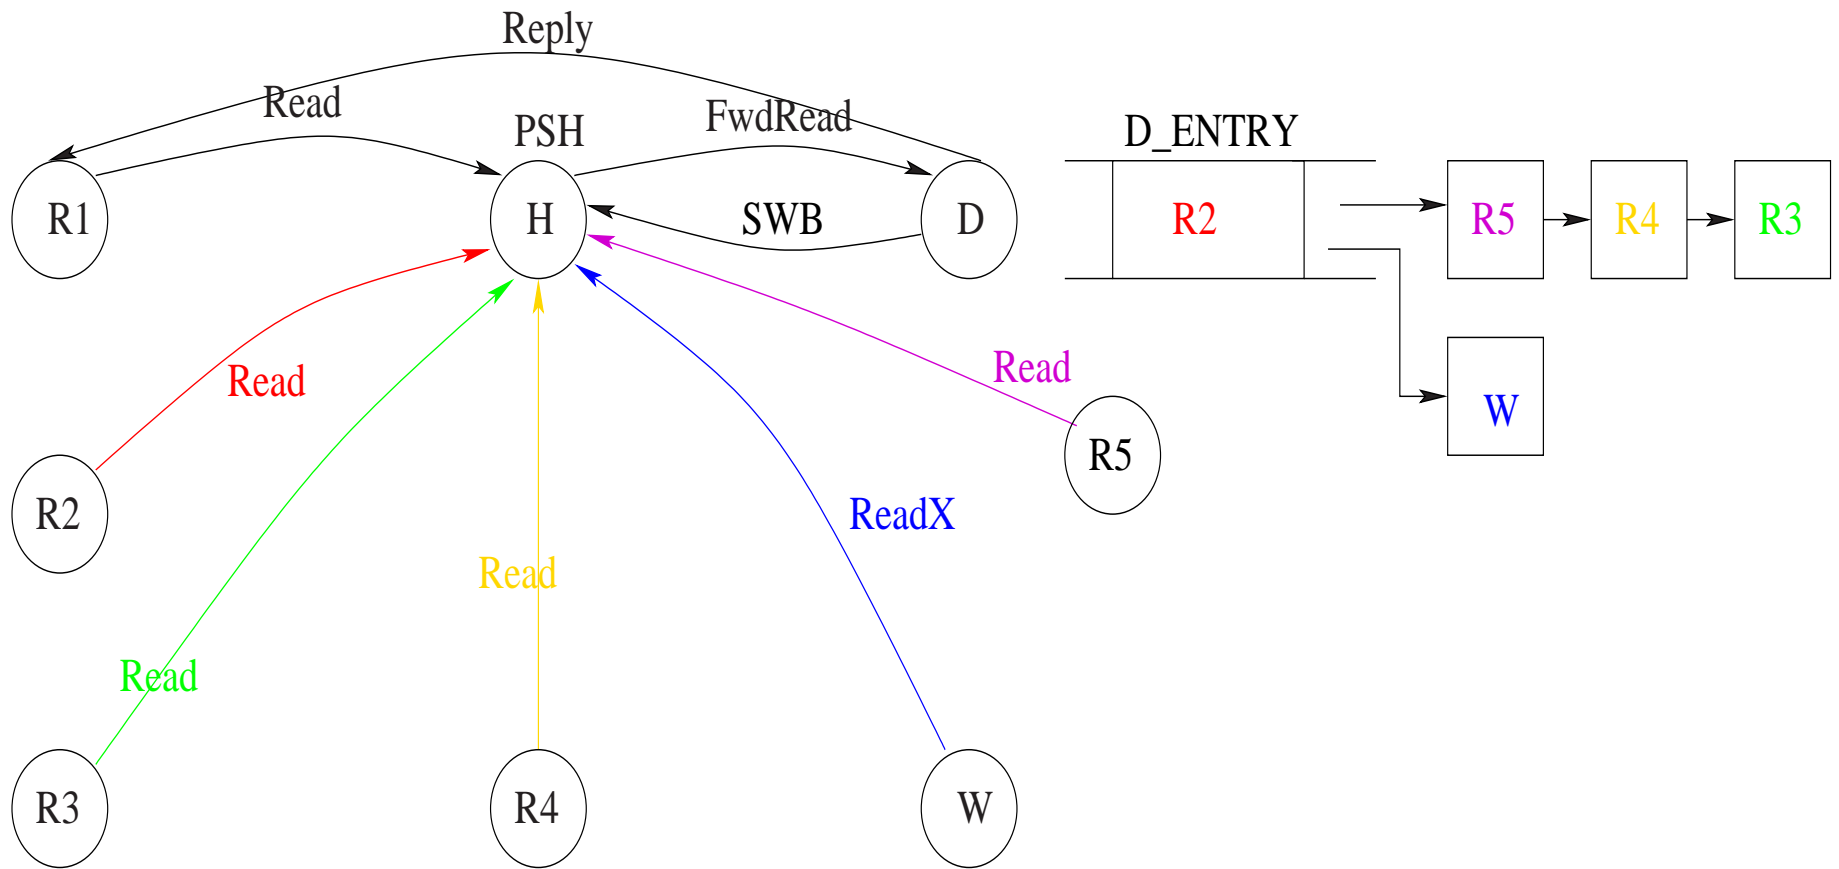 Reply
Read
PSH
FwdRead
D_ENTRY
R1
H
SWB
D
R2
R5
R4
R3
Read
Read
W
R5
R2
ReadX
Read
Read
R3
R4
W